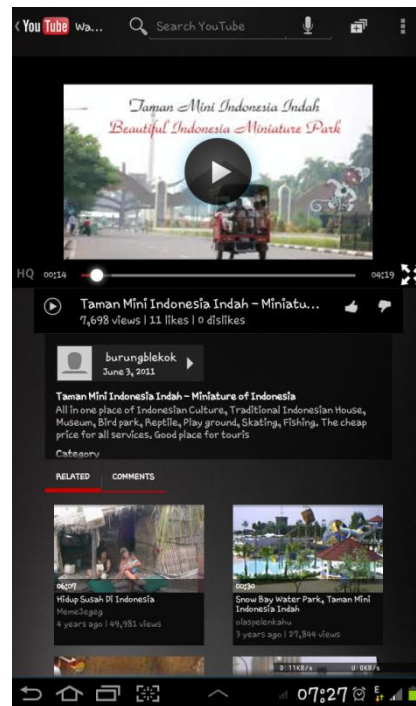 You Tube Wa...
Search YouTube
Taman Mini Indonesia Indah
Beautiful Indonesia Miniature Park
HQ 00:14 04:19
Taman Mini Indonesia Indah – Miniatu...
7,698 views | 11 likes | 0 dislikes
burungblekok
June 3, 2011
Taman Mini Indonesia Indah – Miniature of Indonesia
All in one place of Indonesian Culture, Traditional Indonesian House,
Museum, Bird park, Reptile, Play ground, Skating, Fishing. The cheap
price for all services. Good place for touris
Category
RELATED COMMENTS
06:07
Hidup Susah Di Indonesia
MemeJegeg
4 years ago | 49,981 views
00:30
Snow Bay Water Park, Taman Mini
Indonesia Indah
olaspelenkahu
3 years ago | 27,844 views
D: 11KB/s U: 0KB/s
07:27